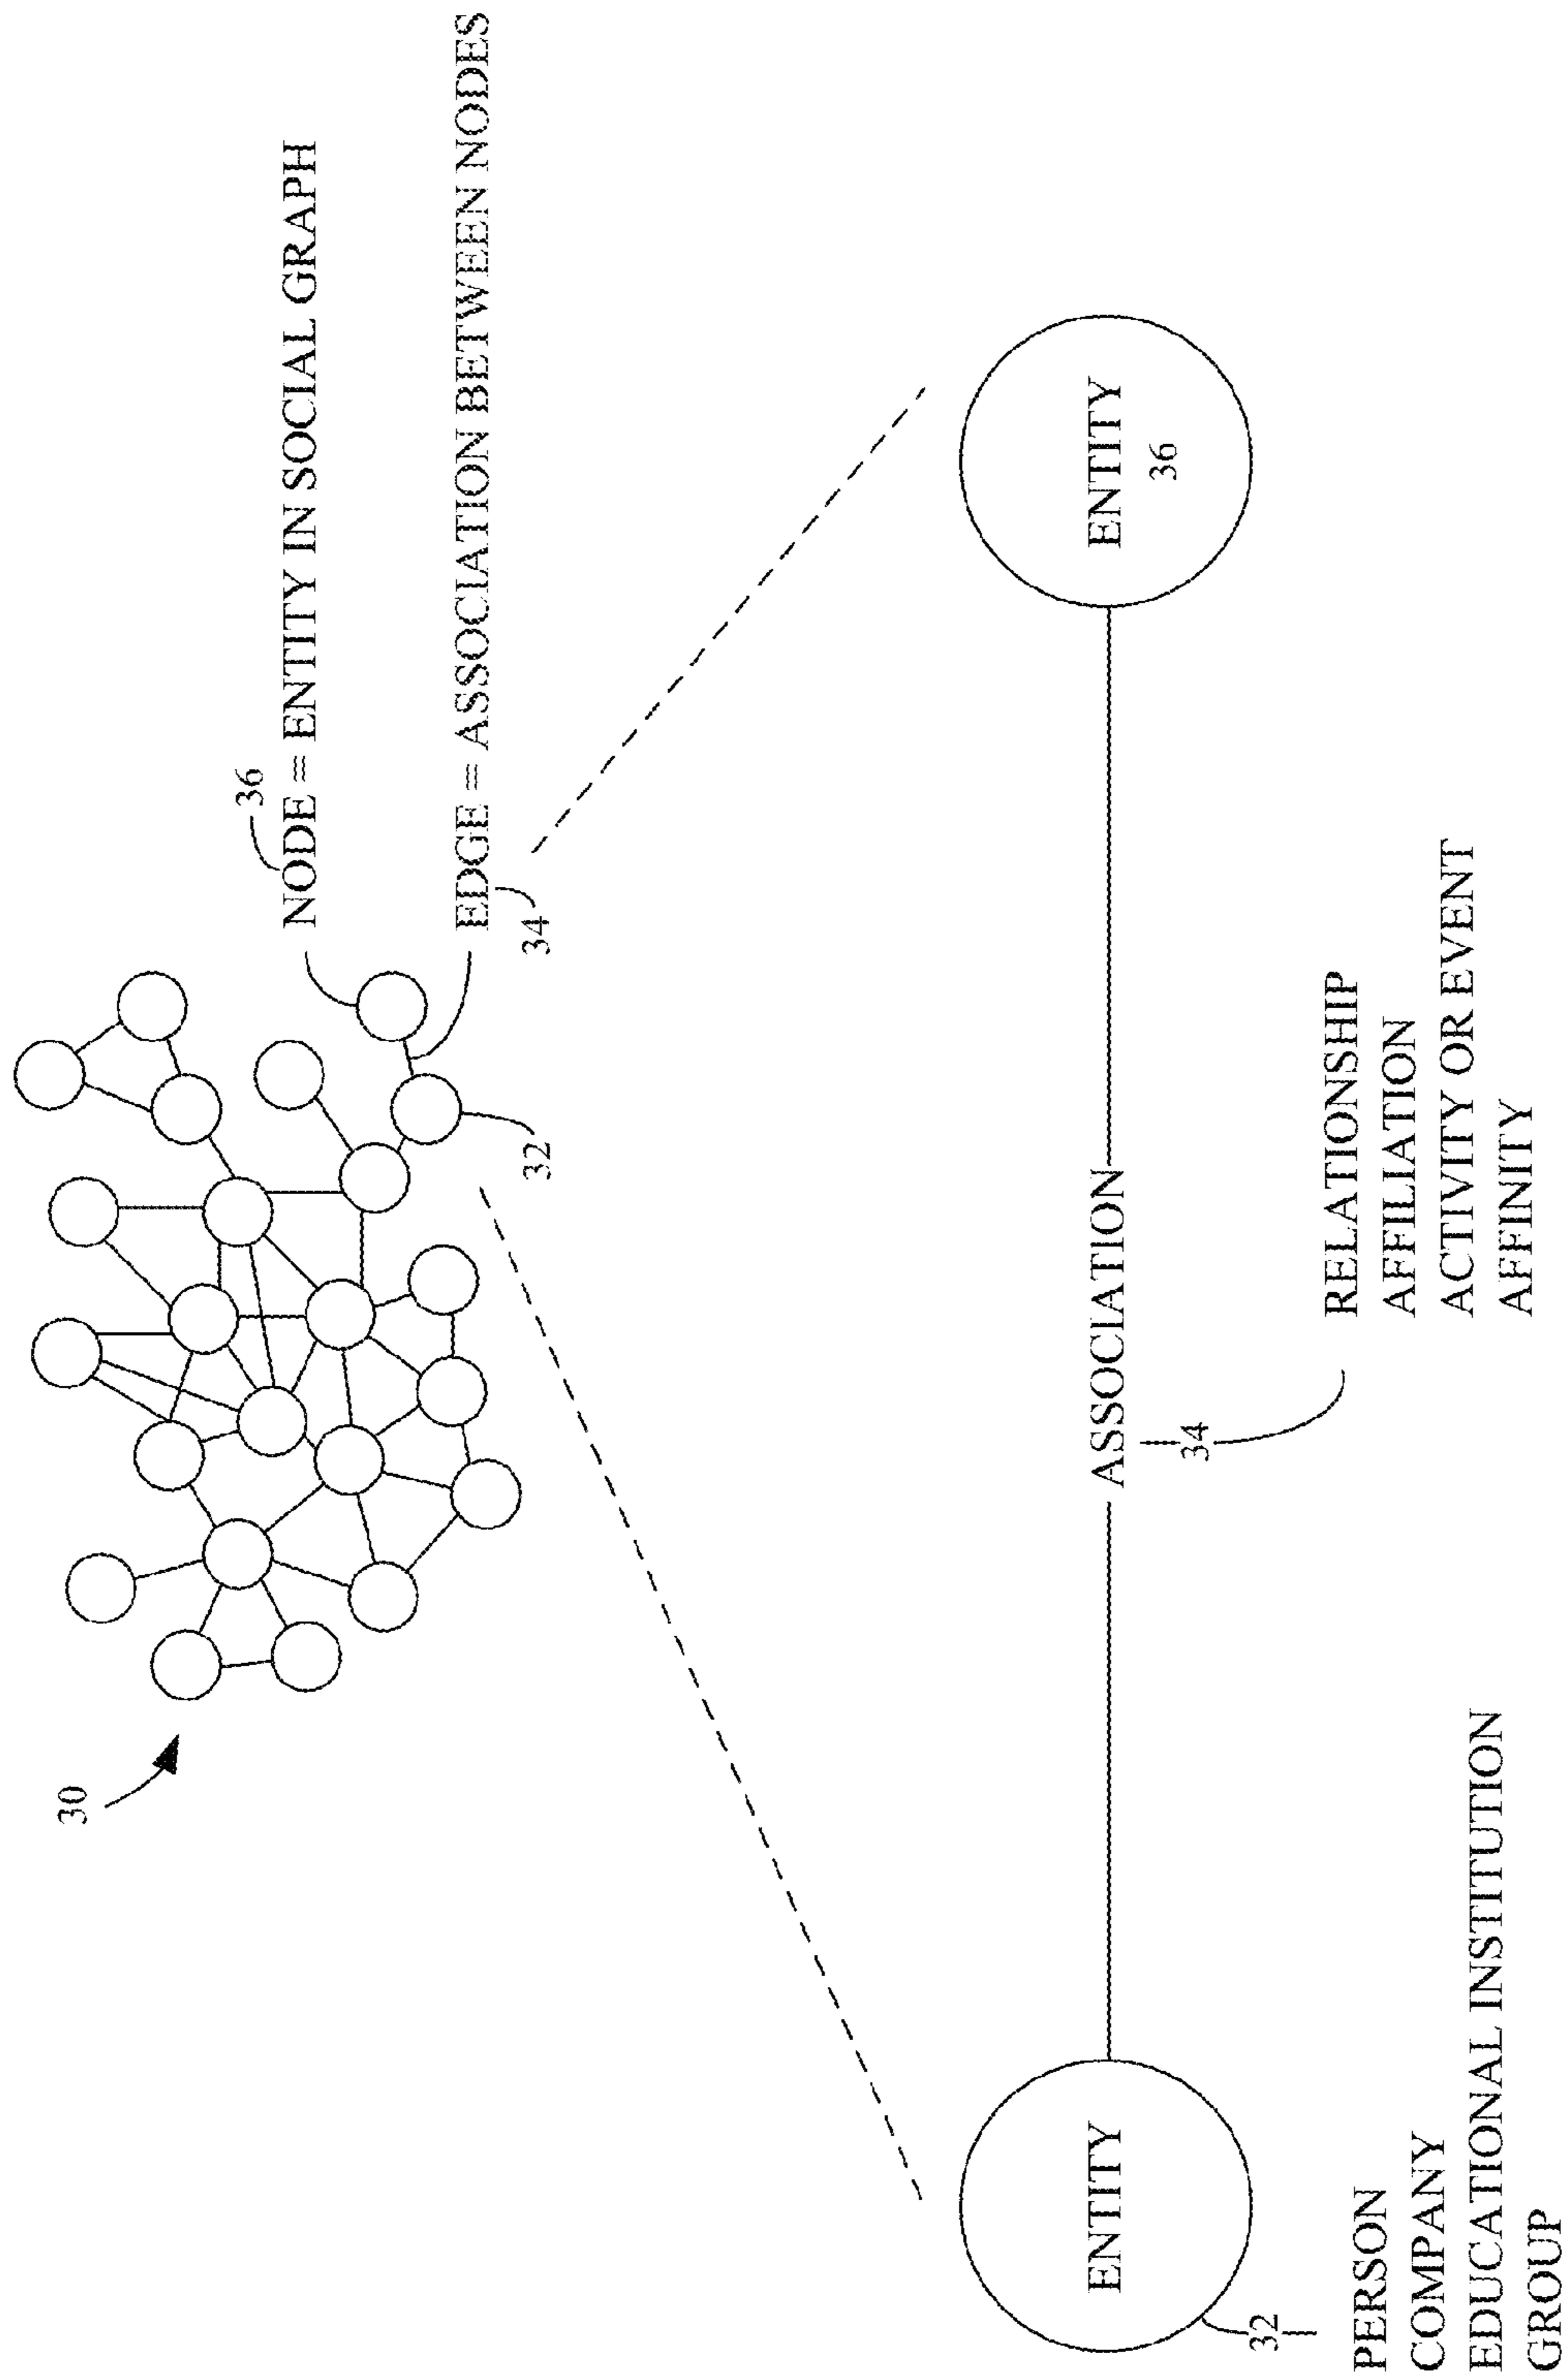 30
36
NODE = ENTITY IN SOCIAL GRAPH
EDGE = ASSOCIATION BETWEEN NODES
34
32
ENTITY
ASSOCIATION
ENTITY
36
32
34
PERSON
COMPANY
EDUCATIONAL INSTITUTION
GROUP
RELATIONSHIP
AFFILIATION
ACTIVITY OR EVENT
AFFINITY